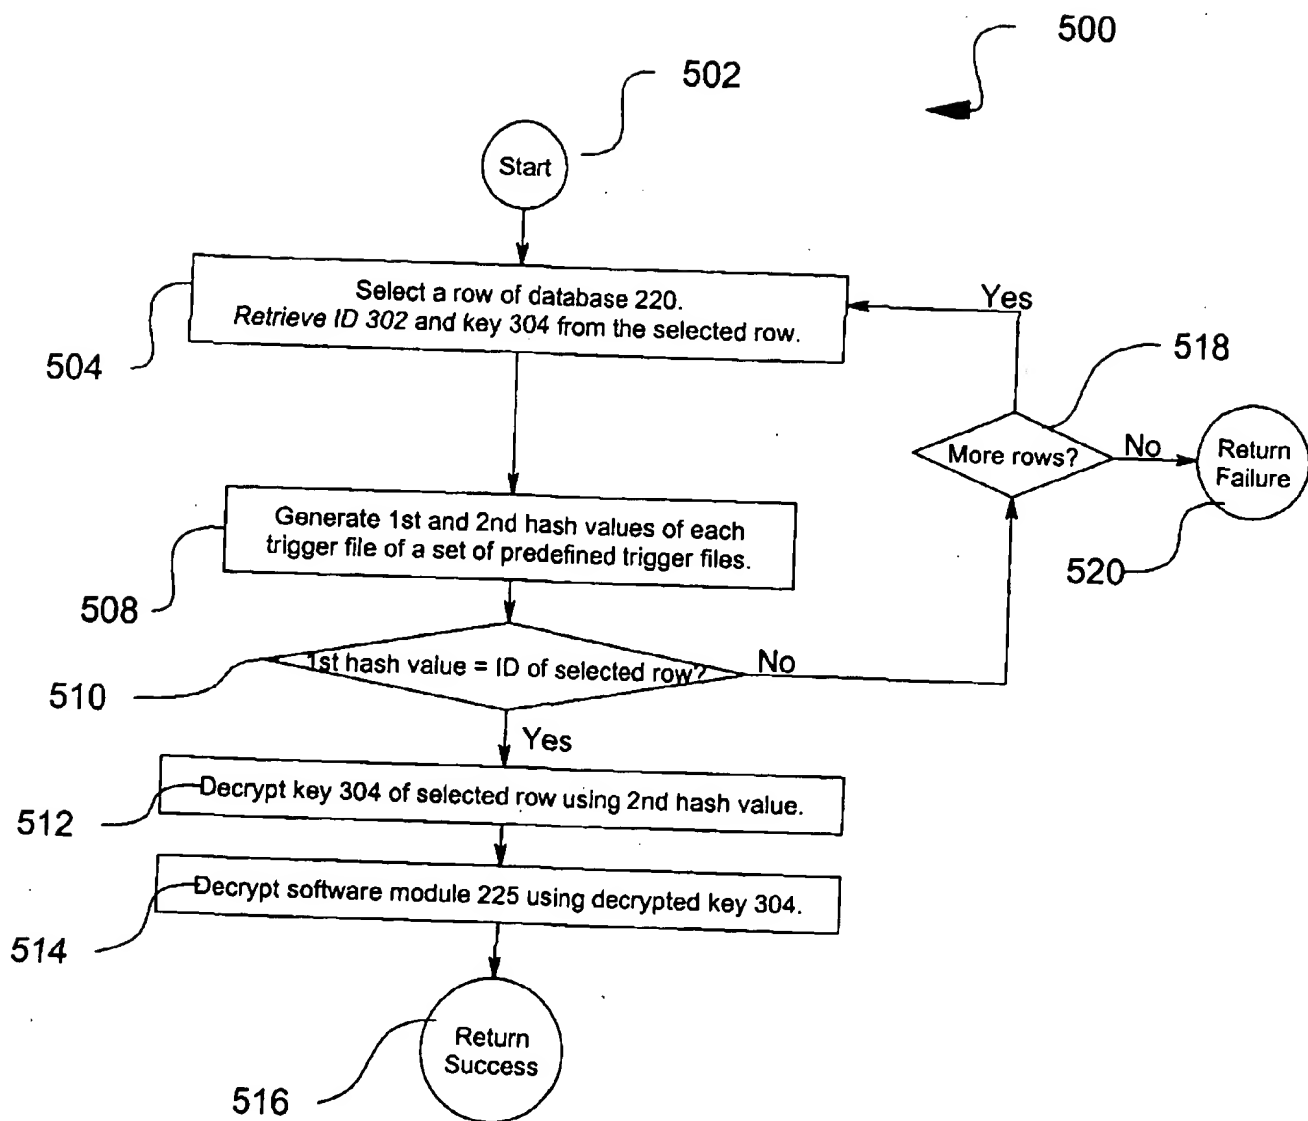 500
502
Start
Select a row of database 220.
Retrieve ID 302 and key 304 from the selected row.
504
Yes
518
More rows?
No
Return
Failure
520
Generate 1st and 2nd hash values of each
trigger file of a set of predefined trigger files.
508
1st hash value = ID of selected row?
No
510
Yes
Decrypt key 304 of selected row using 2nd hash value.
512
Decrypt software module 225 using decrypted key 304.
514
Return
Success
516